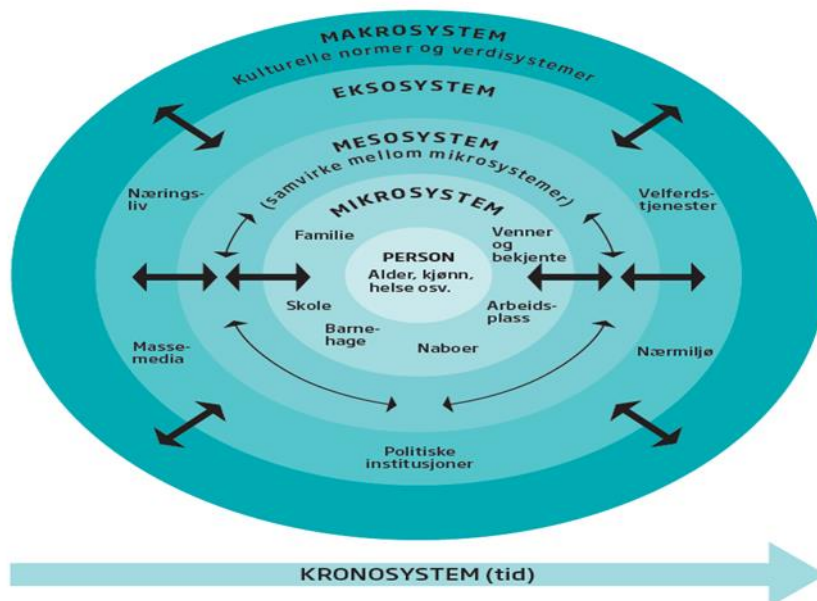 MAKROSYSTEM
Kulturelle normer og verdisystemer
EKSOSYSTEM
MESOSYSTEM
(samvirke mellom mikrosystemer)
MIKROSYSTEM
Nærings-
liv
Velferds-
tjenester
Familie
Venner
og
bekjente
PERSON
Alder, kjønn,
helse osv.
Skole
Barne-
hage
Naboer
Arbeids-
plass
Masse-
media
Nærmiljø
Politiske
institusjoner
KRONOSYSTEM (tid)